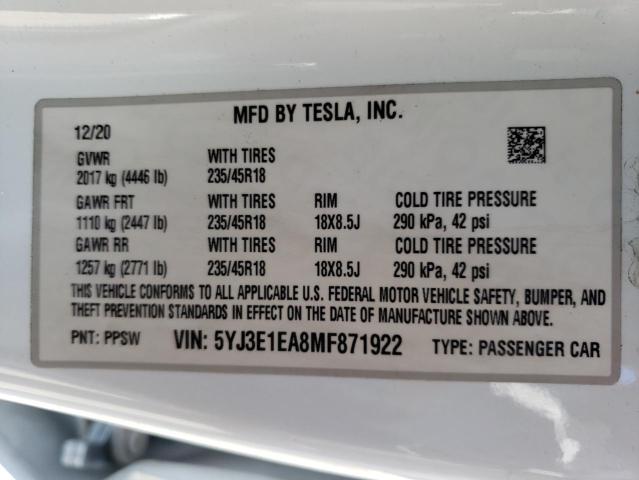 MFD BY TESLA, INC.
12/20
GVWR WITH TIRES
2017 kg (4446 lb) 235/45R18
GAWR FRT WITH TIRES RIM COLD TIRE PRESSURE
1110 kg (2447 lb) 235/45R18 18X8.5J 290 kPa, 42 psi
GAWR RR WITH TIRES RIM COLD TIRE PRESSURE
1257 kg (2771 lb) 235/45R18 18X8.5J 290 kPa, 42 psi
THIS VEHICLE CONFORMS TO ALL APPLICABLE U.S. FEDERAL MOTOR VEHICLE SAFETY, BUMPER, AND
THEFT PREVENTION STANDARDS IN EFFECT ON THE DATE OF MANUFACTURE SHOWN ABOVE.
PNT: PPSW VIN: 5YJ3E1EA8MF871922 TYPE: PASSENGER CAR